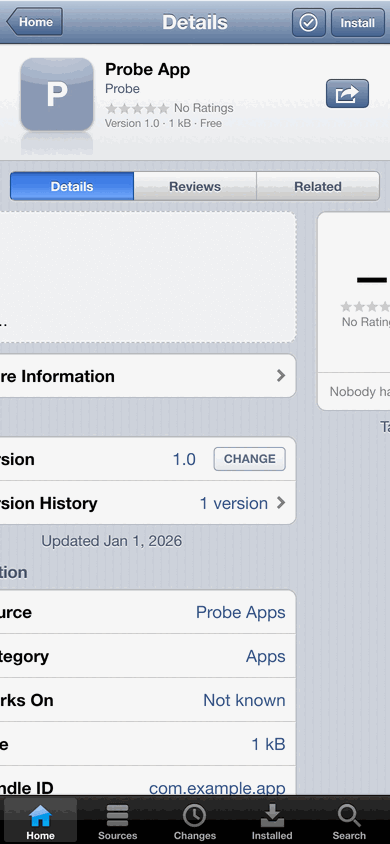 Home
Details
Install
P
Probe App
Probe
No Ratings
Version 1.0 · 1 kB · Free
Details
Reviews
Related
..
re Information
No Rating
Nobody ha
Ta
rsion
1.0
CHANGE
rsion History
1 version
Updated Jan 1, 2026
tion
urce
Probe Apps
tegory
Apps
rks On
Not known
e
1 kB
ndle ID
com.example.app
Home
Sources
Changes
Installed
Search